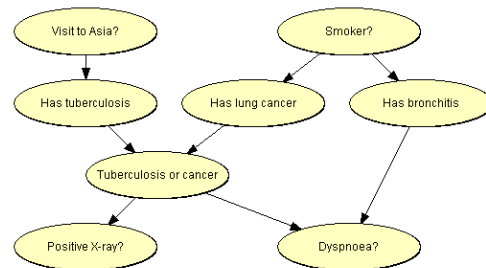 Visit to Asia?
Smoker?
Has tuberculosis
Has lung cancer
Has bronchitis
Tuberculosis or cancer
Positive X-ray?
Dyspnoea?